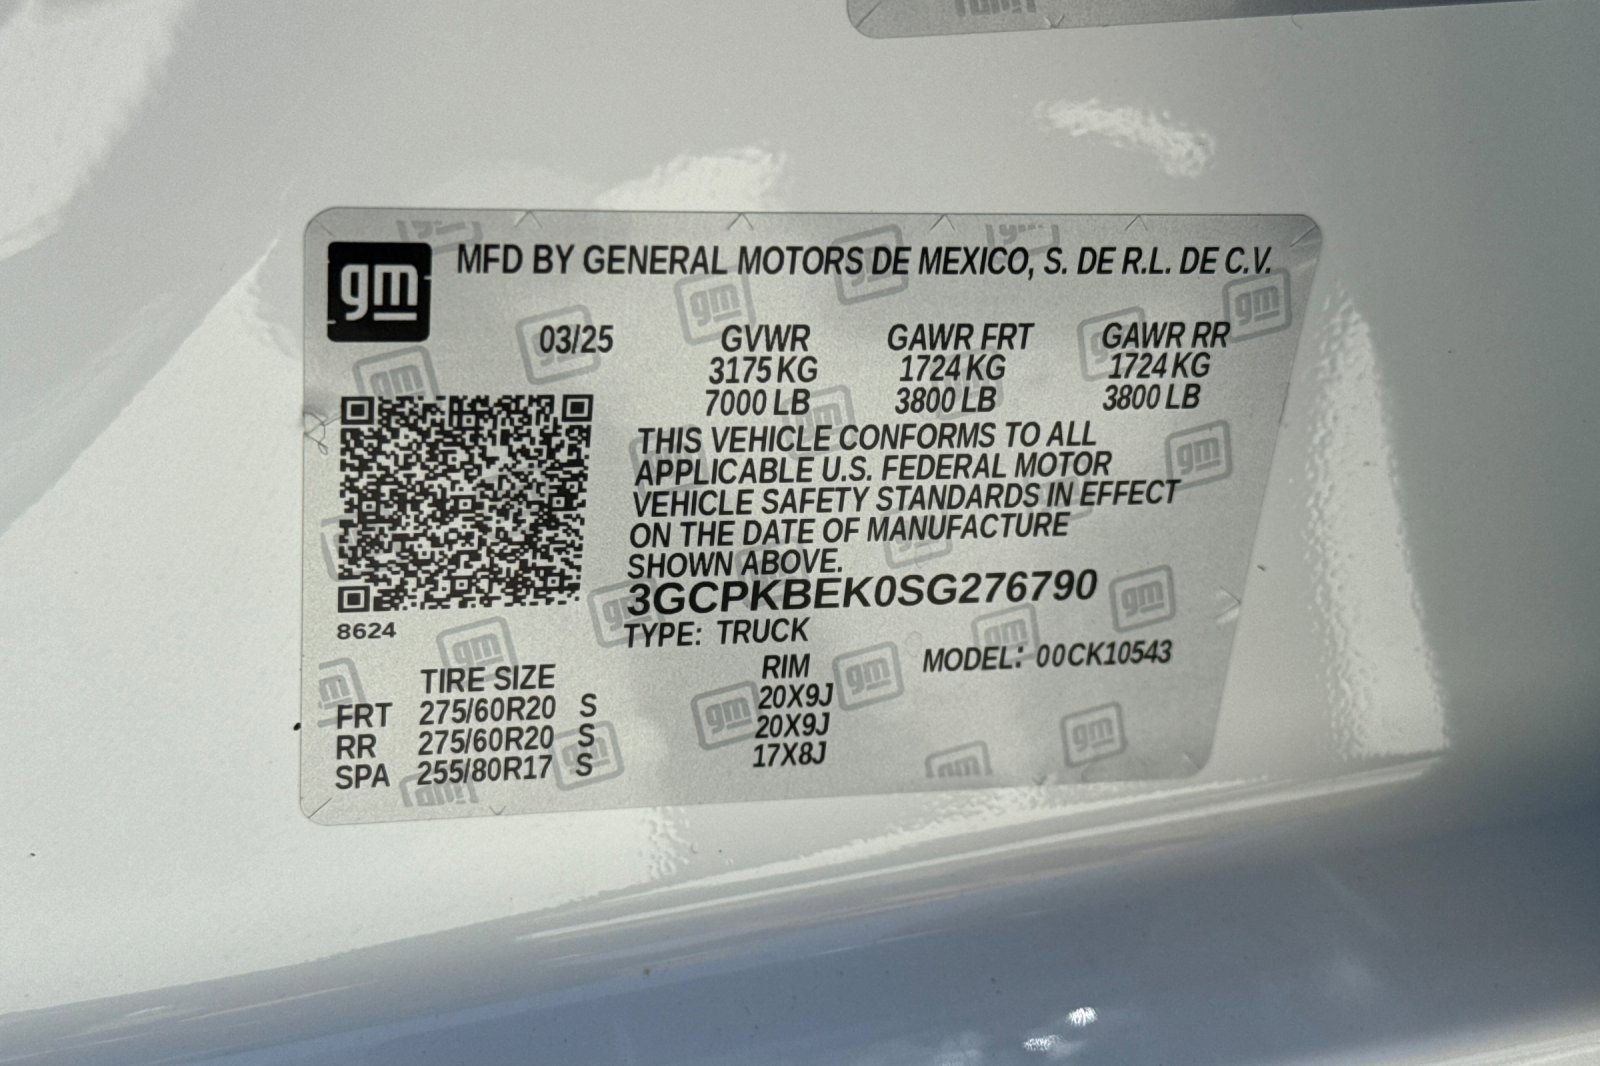 gm MFD BY GENERAL MOTORS DE MEXICO, S. DE R.L. DE C.V.
03/25 GVWR GAWR FRT GAWR RR
3175 KG 1724 KG 1724 KG
7000 LB 3800 LB 3800 LB
THIS VEHICLE CONFORMS TO ALL
APPLICABLE U.S. FEDERAL MOTOR
VEHICLE SAFETY STANDARDS IN EFFECT
ON THE DATE OF MANUFACTURE
SHOWN ABOVE.
3GCPKBEK0SG276790
8624
TYPE: TRUCK MODEL: 00CK10543
TIRE SIZE RIM
FRT 275/60R20 S 20X9J
RR 275/60R20 S 20X9J
SPA 255/80R17 S 17X8J